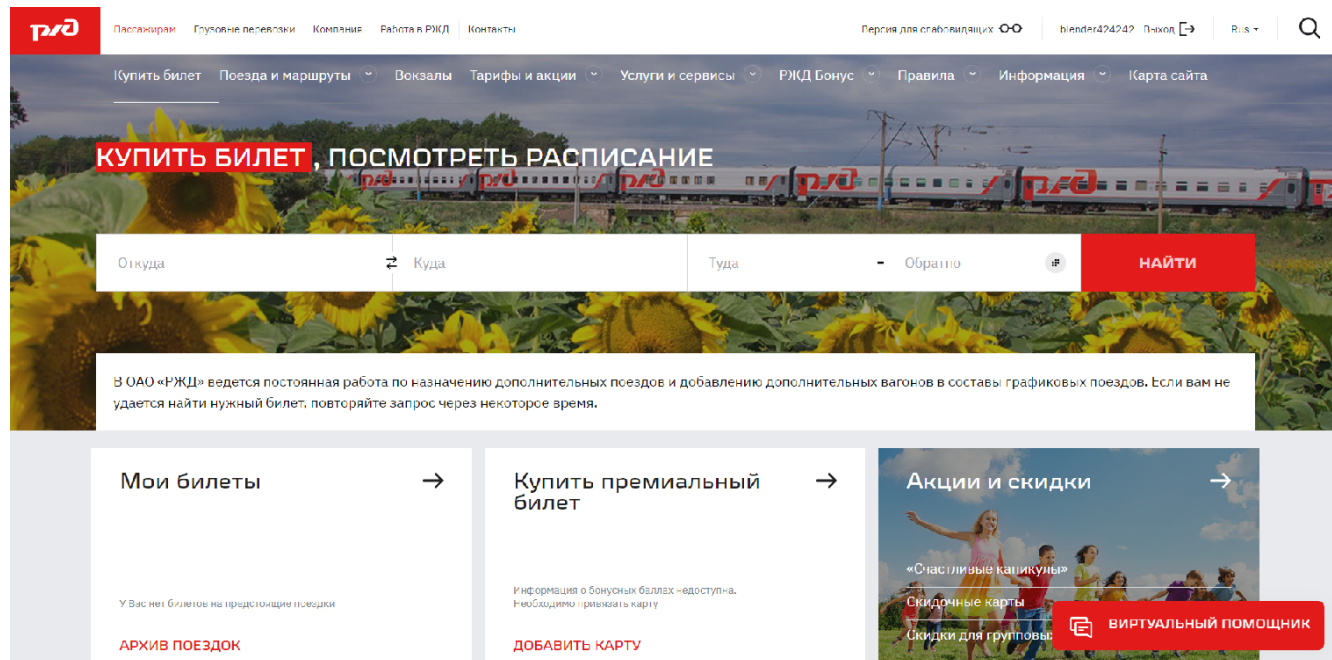 РЖД
Пассажирам Грузовые перевозки Компания Работа в РЖД Контакты
Версия для слабовидящих blender424242 Выход Rus
Купить билет Поезда и маршруты Вокзалы Тарифы и акции Услуги и сервисы РЖД Бонус Правила Информация Карта сайта
КУПИТЬ БИЛЕТ, ПОСМОТРЕТЬ РАСПИСАНИЕ
Откуда Куда Туда - Обратно НАЙТИ
В ОАО «РЖД» ведется постоянная работа по назначению дополнительных поездов и добавлению дополнительных вагонов в составы графиковых поездов. Если вам не
удается найти нужный билет, повторяйте запрос через некоторое время.
Мои билеты
У Вас нет билетов на предстоящие поездки
АРХИВ ПОЕЗДОК
Купить премиальный
билет
Информация о бонусных баллах недоступна.
Необходимо привязать карту
ДОБАВИТЬ КАРТУ
Акции и скидки
«Счастливые каникулы»
Скидочные карты
Скидки для групповы
ВИРТУАЛЬНЫЙ ПОМОЩНИК